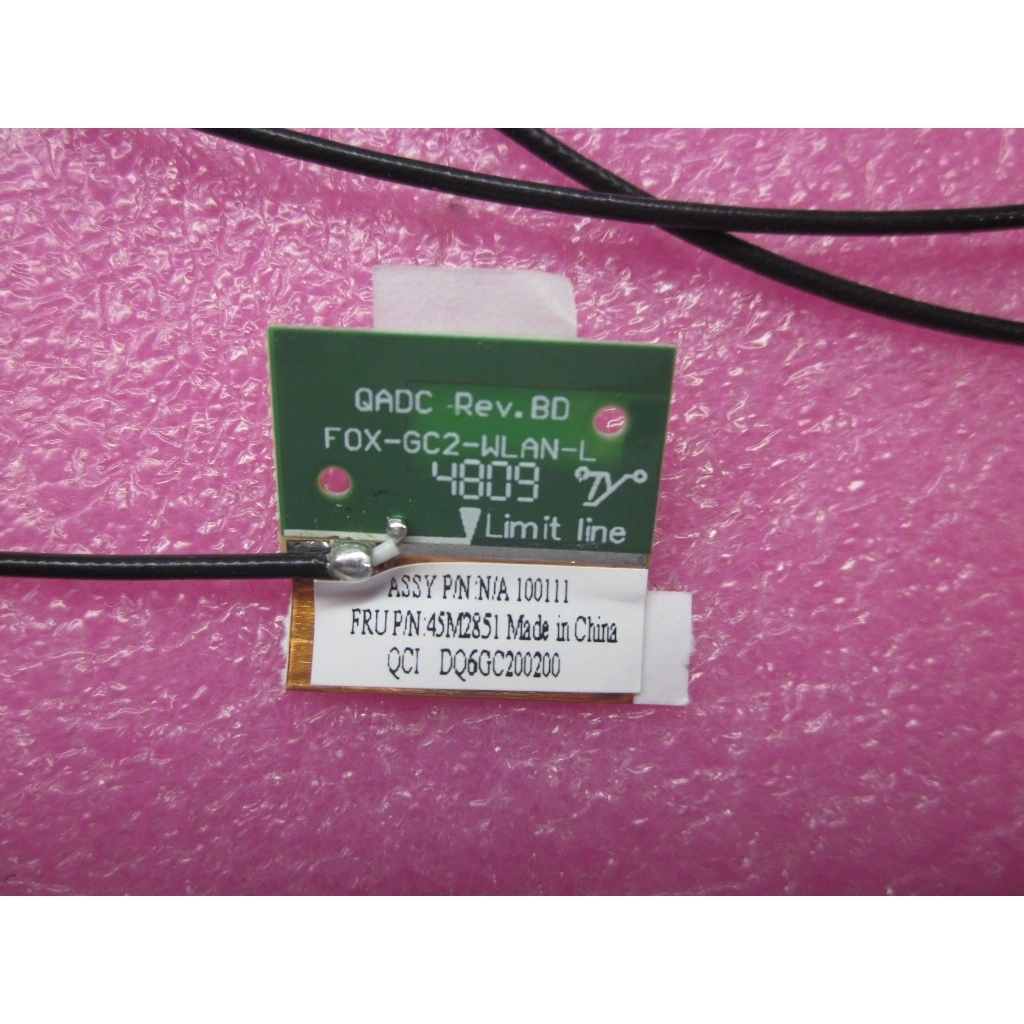 QADC Rev.BD
FOX-GC2-WLAN-L
4809
Limit line
ASSY P/N:N/A 100111
FRU P/N:45M2851 Made in China
QCI DQ6GC200200